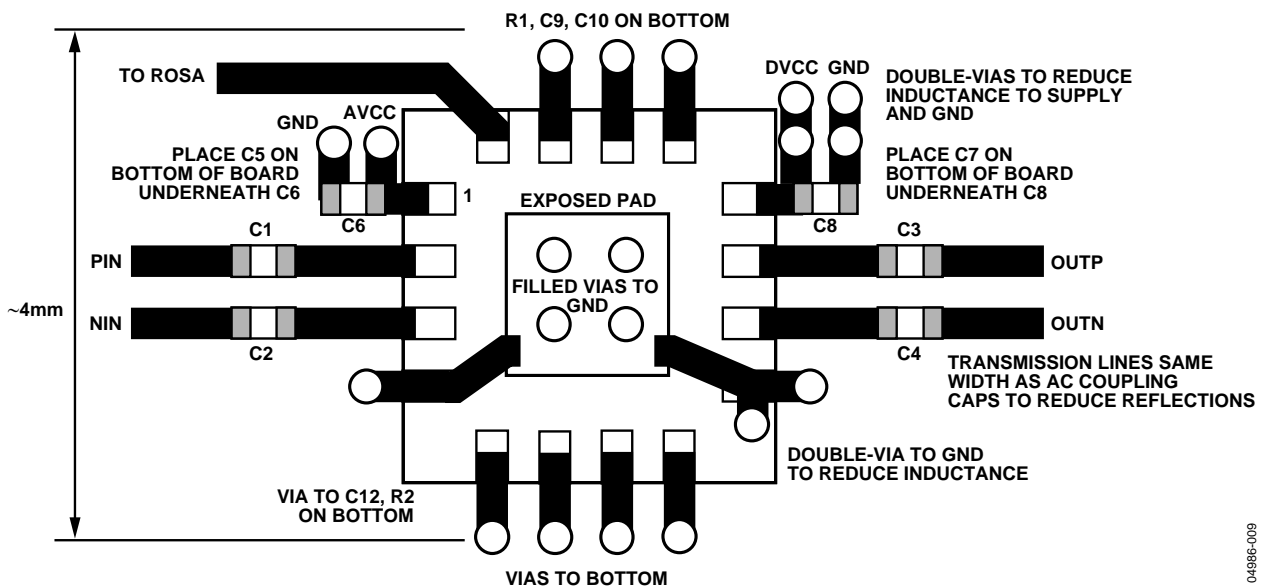 R1, C9, C10 ON BOTTOM
TO ROSA
DVCC GND
DOUBLE-VIAS TO REDUCE
INDUCTANCE TO SUPPLY
AND GND
GND
AVCC
PLACE C5 ON
BOTTOM OF BOARD
UNDERNEATH C6
PLACE C7 ON
BOTTOM OF BOARD
UNDERNEATH C8
1
EXPOSED PAD
C6
C8
C1
C3
PIN
OUTP
FILLED VIAS TO
GND
~4mm
NIN
OUTN
C2
C4
TRANSMISSION LINES SAME
WIDTH AS AC COUPLING
CAPS TO REDUCE REFLECTIONS
DOUBLE-VIA TO GND
TO REDUCE INDUCTANCE
VIA TO C12, R2
ON BOTTOM
VIAS TO BOTTOM
04986-009